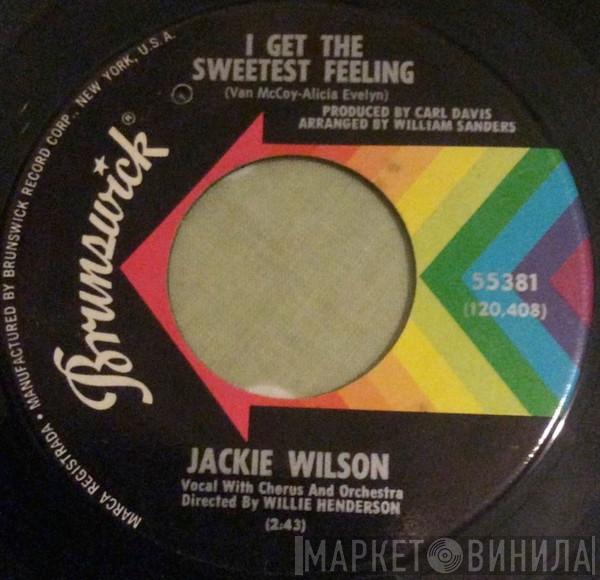 I GET THE
SWEETEST FEELING
(Van McCoy-Alicia Evelyn)
PRODUCED BY CARL DAVIS
ARRANGED BY WILLIAM SANDERS
Brunswick®
MARCA REGISTRADA • MANUFACTURED BY BRUNSWICK RECORD CORP., NEW YORK, U.S.A.
55381
(120,408)
JACKIE WILSON
Vocal With Chorus And Orchestra
Directed By WILLIE HENDERSON
(2:43)
МАРКЕТ ВИНИЛА